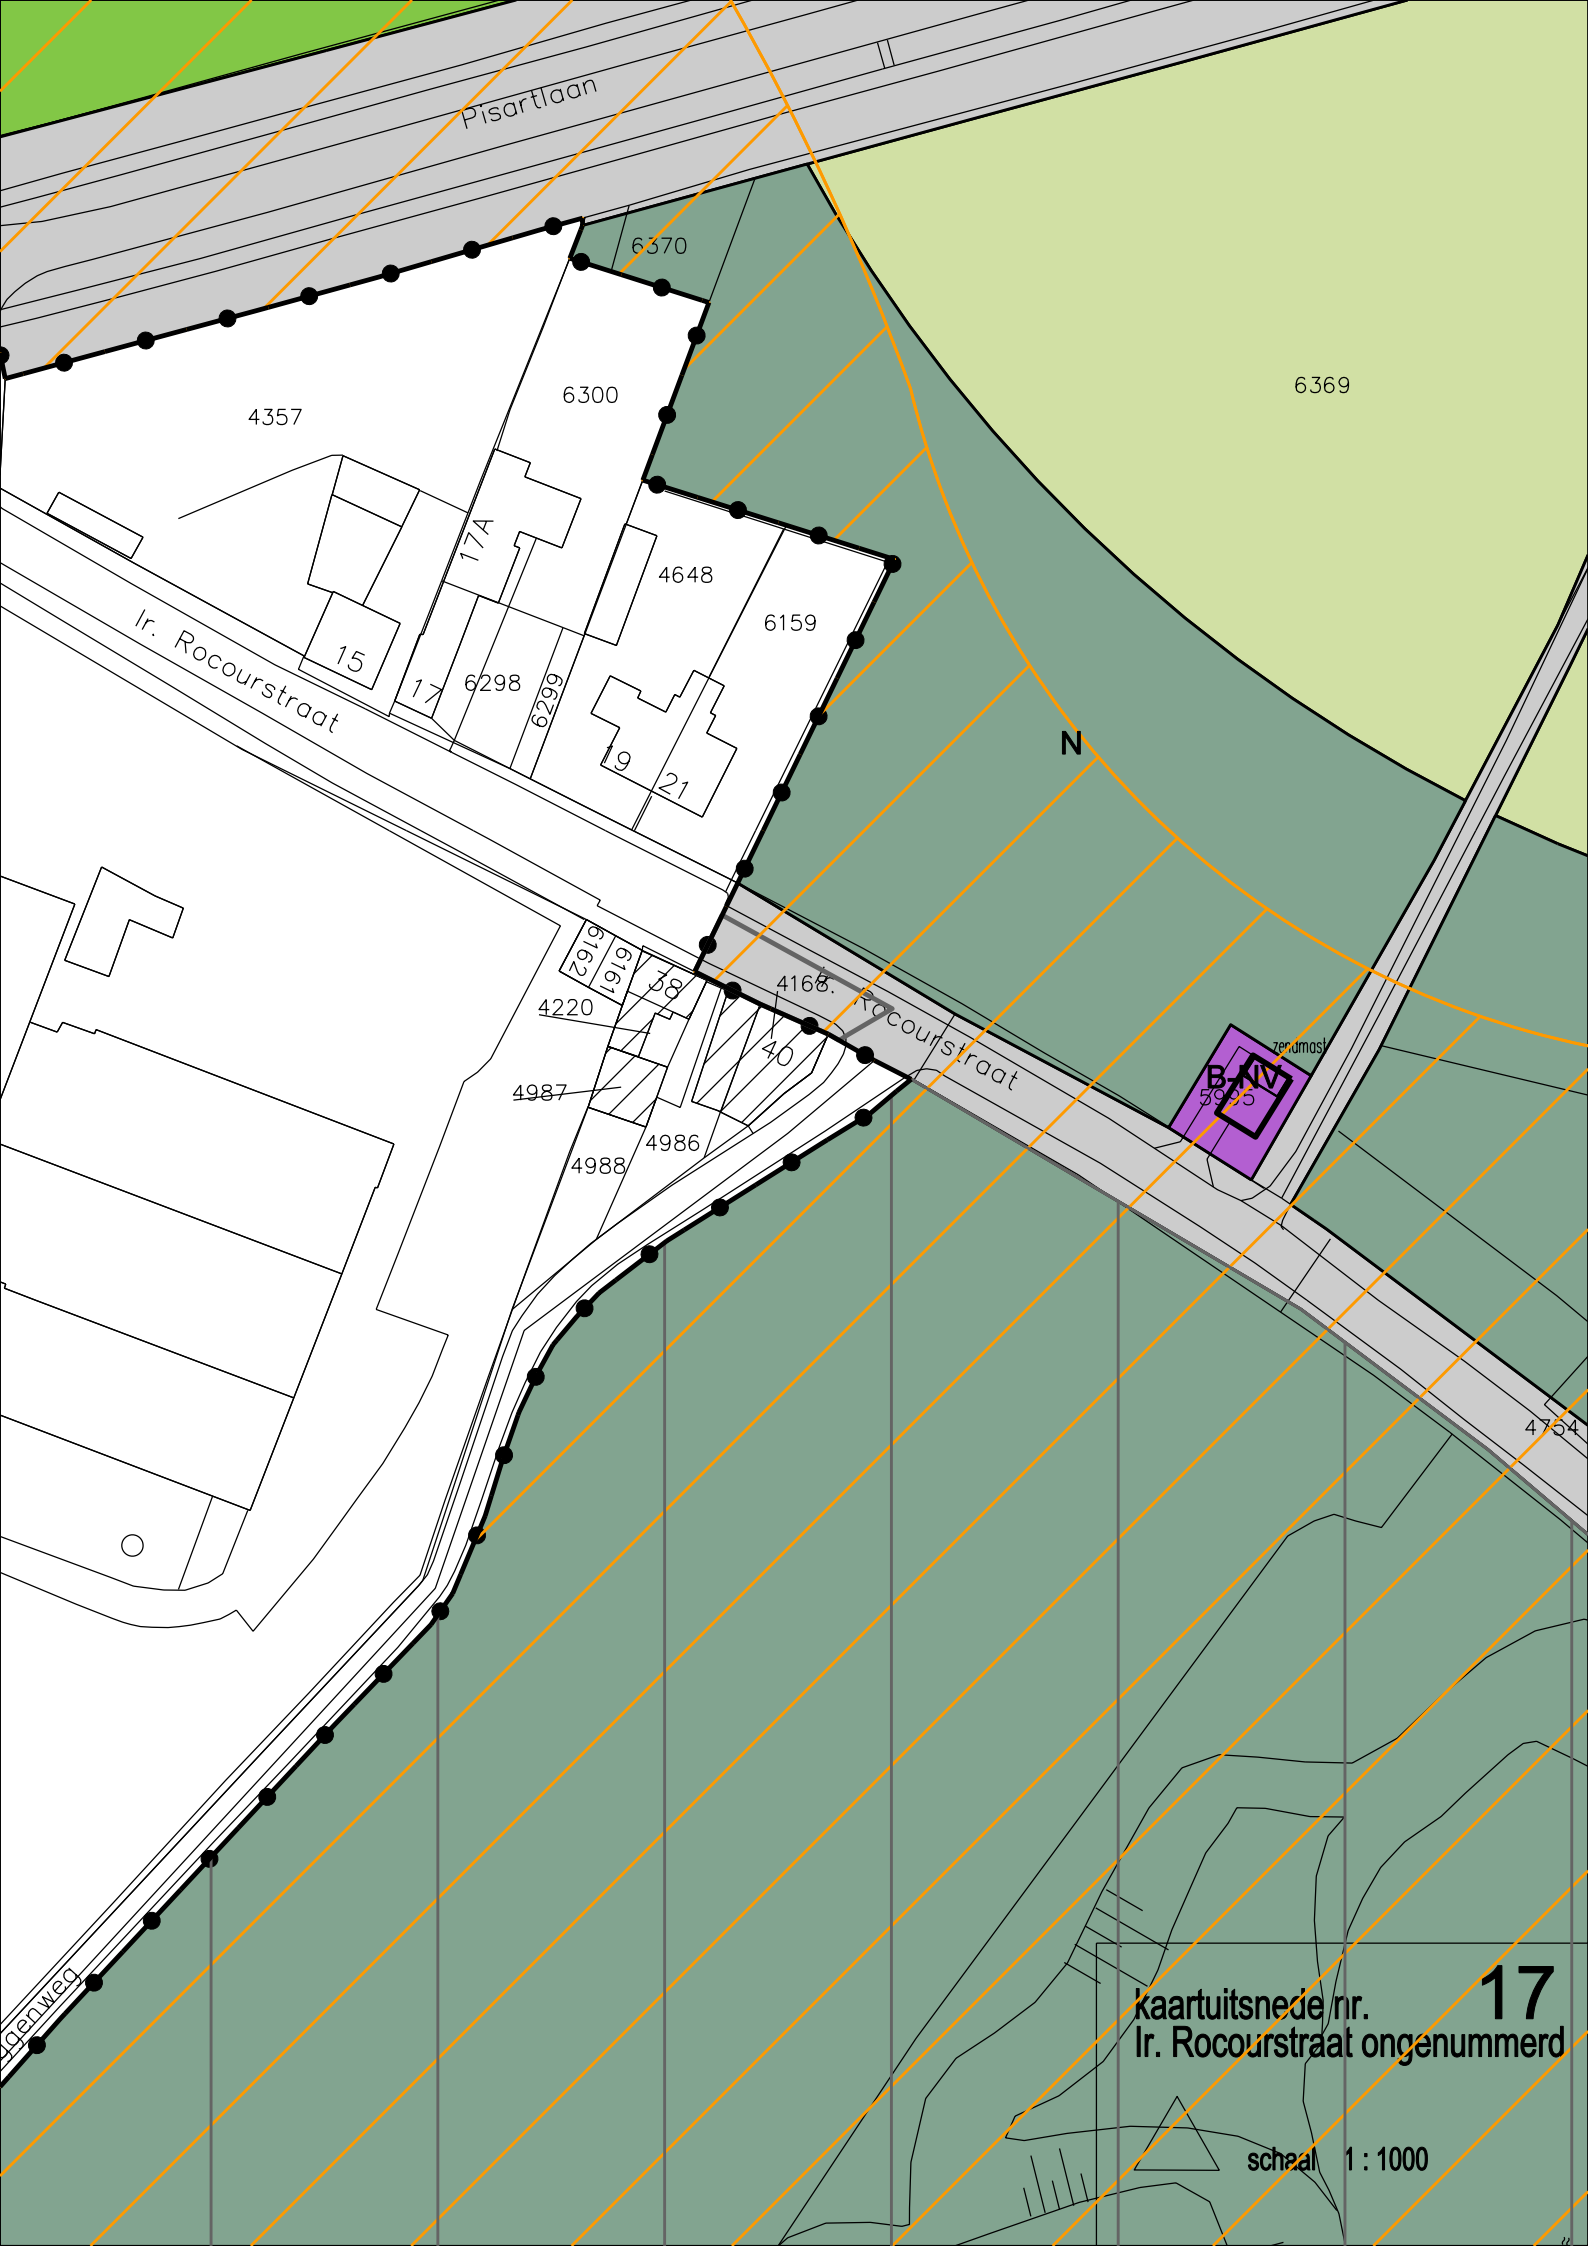 Pisartlaan
6370
6369
4357
6300
17A
4648
6159
Ir. Rocourstraat
15
17
6298
6299
19
21
N
6162
6161
38
4220
4168
Rocourstraat
40
4987
4986
4988
zendmast
B-NV
5995
4754
genweg
kaartuitsnede nr. 17
Ir. Rocourstraat ongenummerd
schaal 1 : 1000